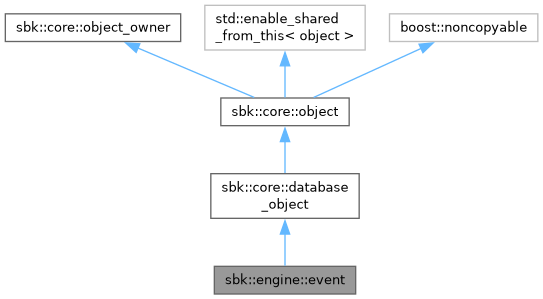 sbk::core::object_owner
std::enable_shared
_from_this< object >
boost::noncopyable
sbk::core::object
sbk::core::database
_object
sbk::engine::event